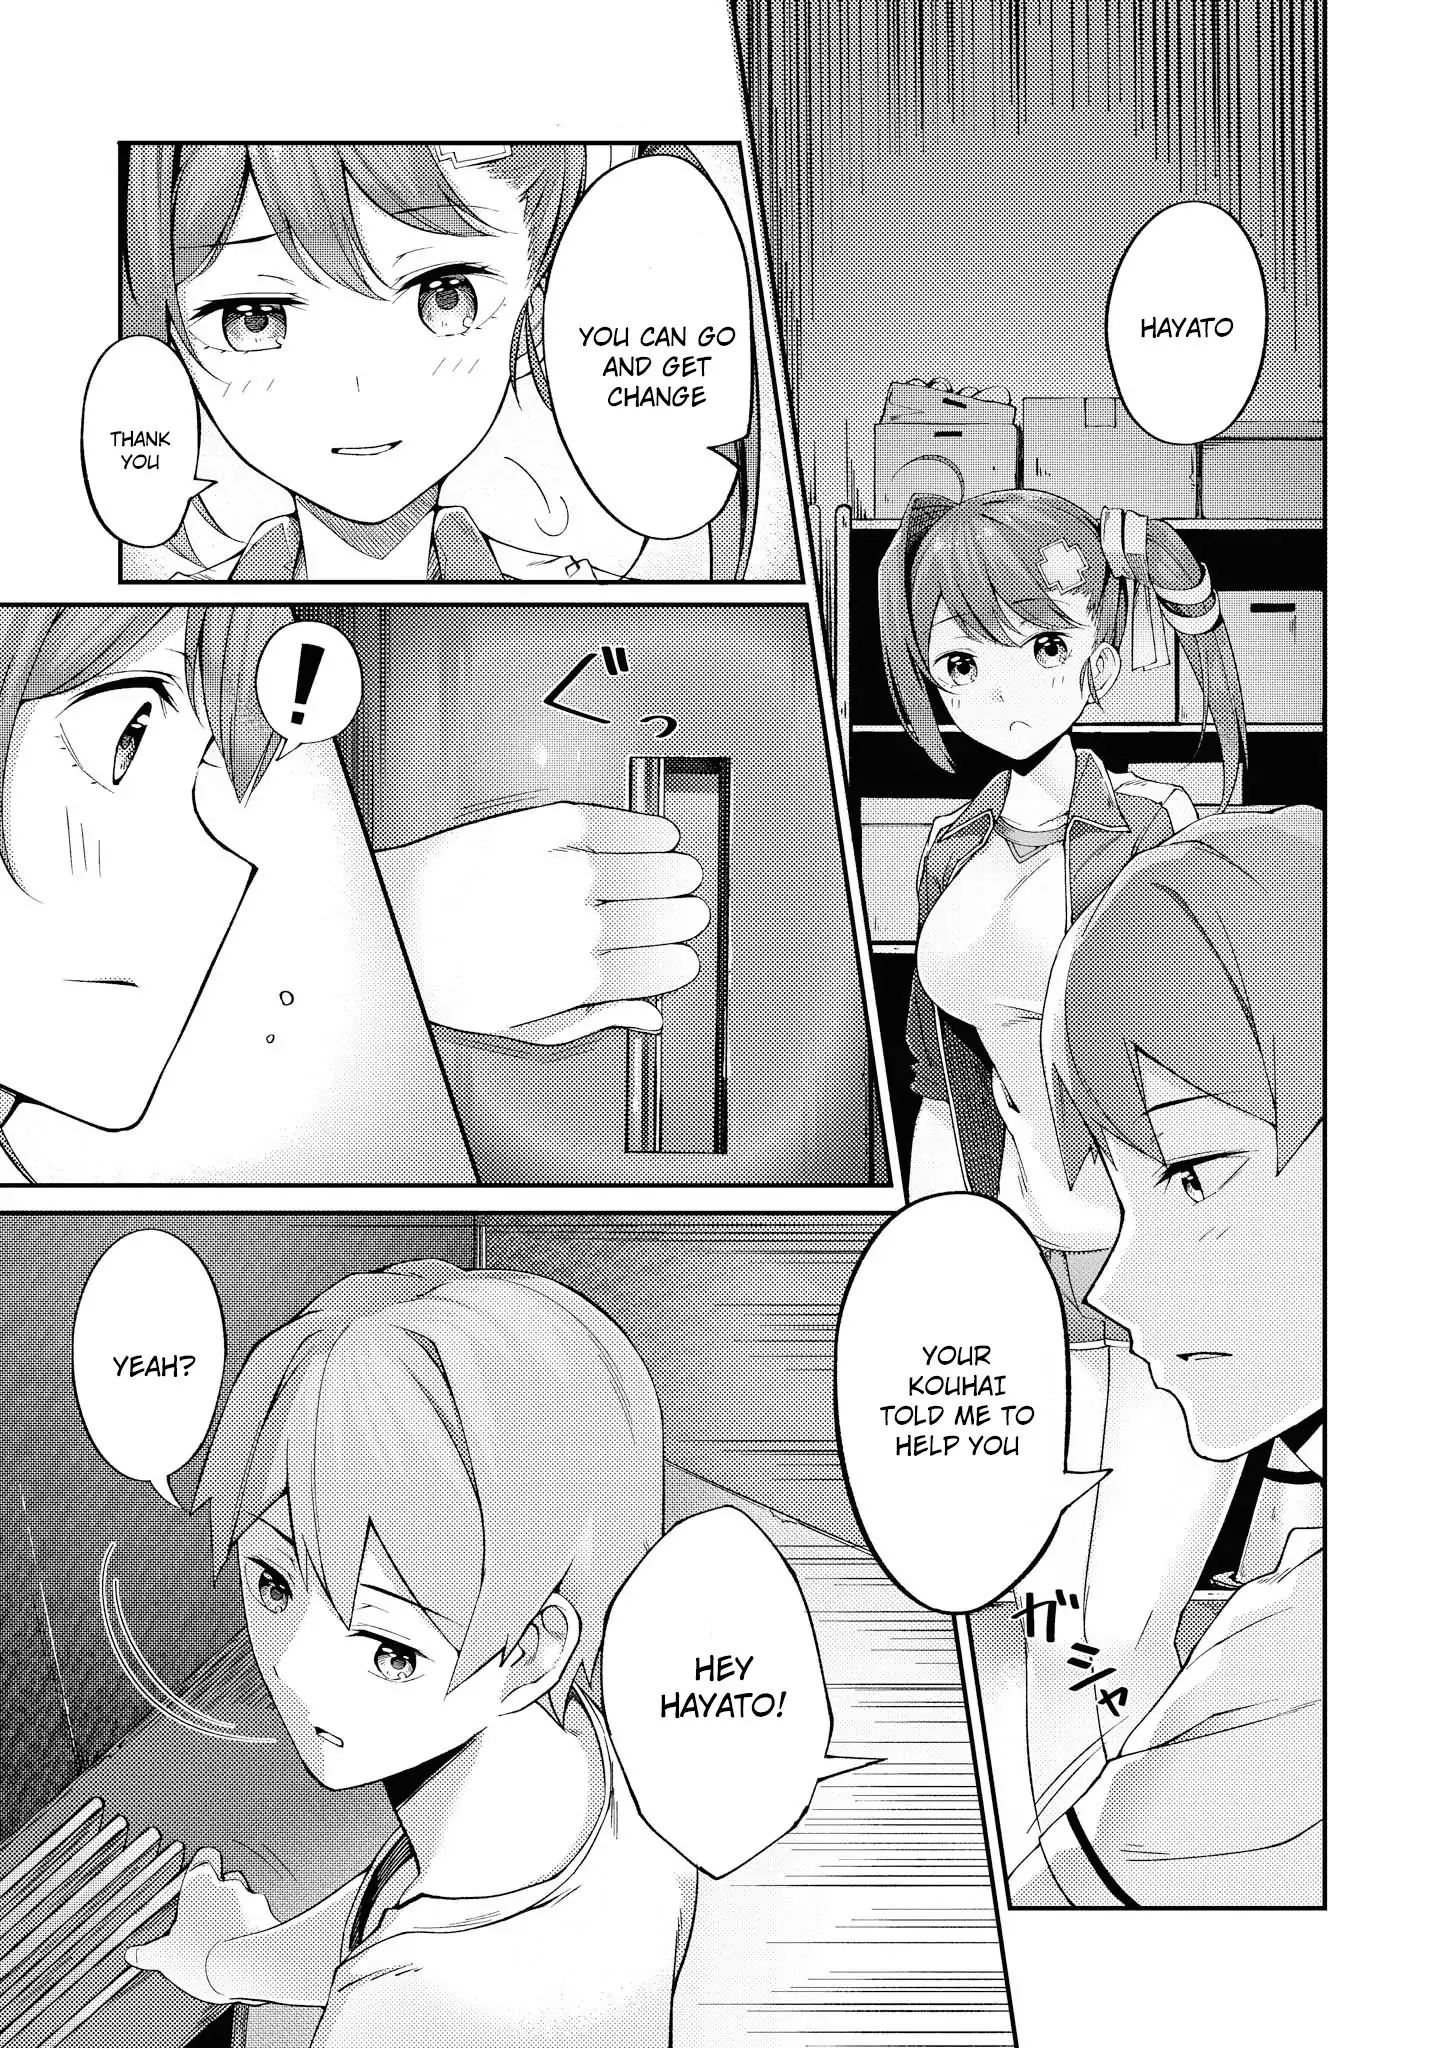 HAYATO
YOUR
KOUHAI
TOLD ME TO
HELP YOU
ガシャ
YOU CAN GO
AND GET
CHANGE
THANK
YOU
ぐっ
!
HEY
HAYATO!
YEAH?